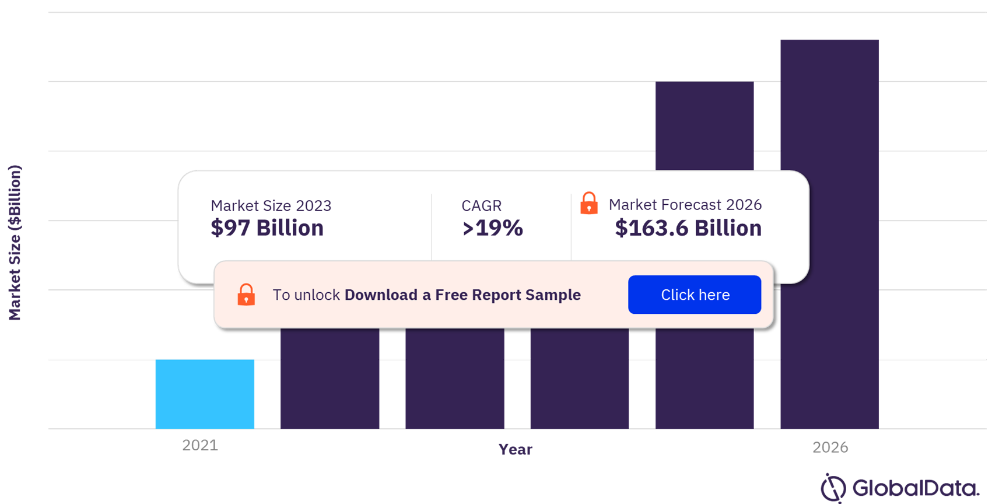 Market Size ($Billion)
Market Size 2023
$97 Billion
CAGR
>19%
Market Forecast 2026
$163.6 Billion
To unlock Download a Free Report Sample
Click here
2021
Year
2026
GlobalData.